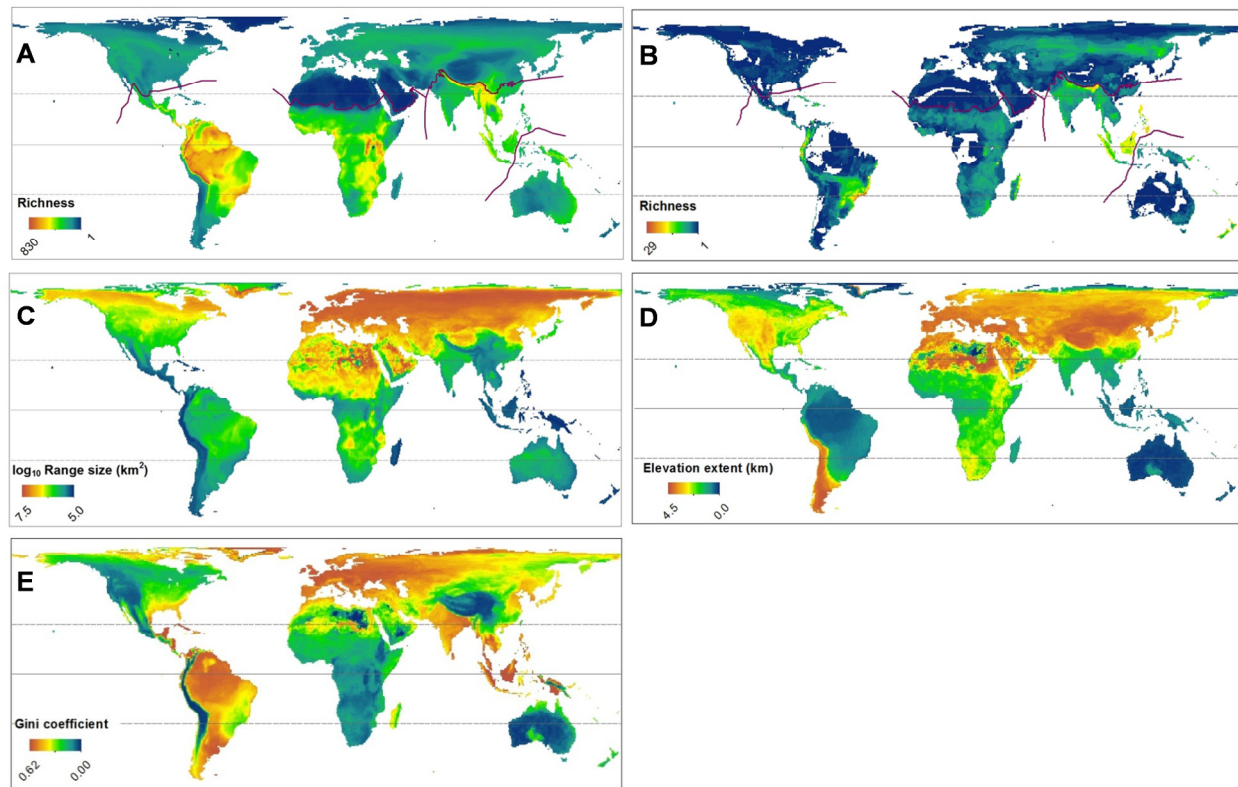 A
Richness
830
1
B
Richness
29
1
C
log₁₀ Range size (km²)
7.5
5.0
D
Elevation extent (km)
4.5
0.0
E
Gini coefficient
0.62
0.00